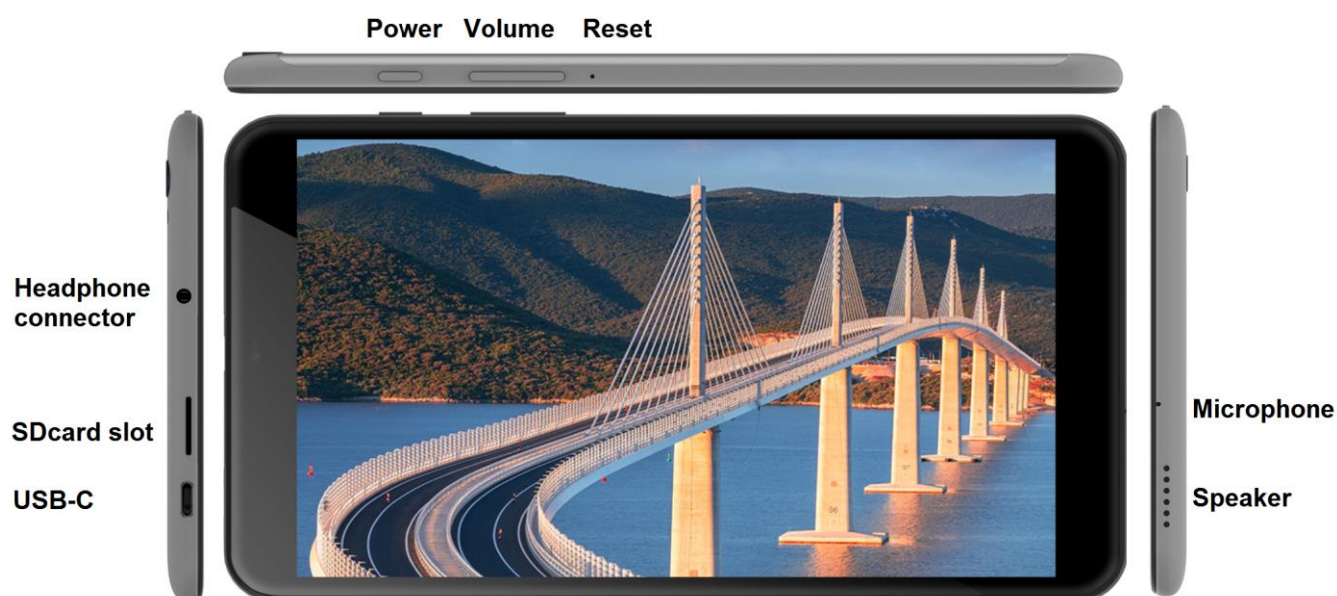 Power Volume Reset
Headphone
connector
SDcard slot
USB-C
Microphone
Speaker